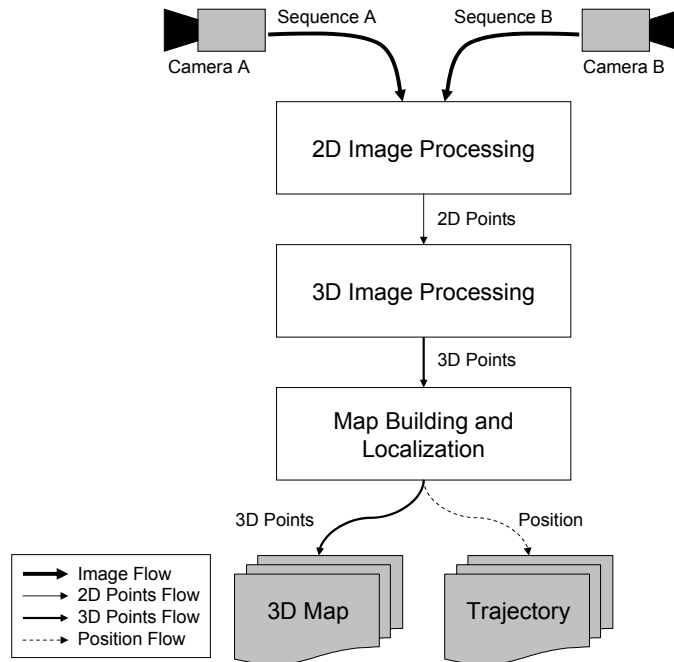 Sequence A
Sequence B
Camera A
Camera B
2D Image Processing
2D Points
3D Image Processing
3D Points
Map Building and
Localization
3D Points
Position
Image Flow
2D Points Flow
3D Points Flow
Position Flow
3D Map
Trajectory